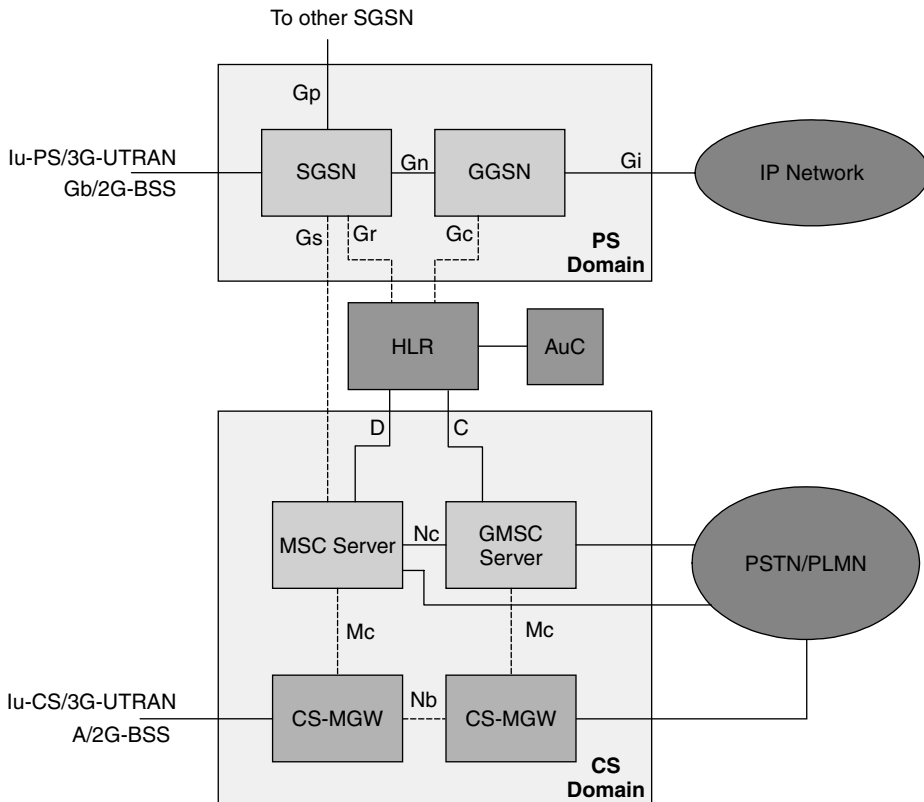 To other SGSN
Gp
Iu-PS/3G-UTRAN
Gb/2G-BSS
SGSN
Gn
GGSN
Gi
IP Network
Gs
Gr
Gc
PS
Domain
HLR
AuC
D
C
MSC Server
Nc
GMSC
Server
PSTN/PLMN
Mc
Mc
Iu-CS/3G-UTRAN
A/2G-BSS
CS-MGW
Nb
CS-MGW
CS
Domain